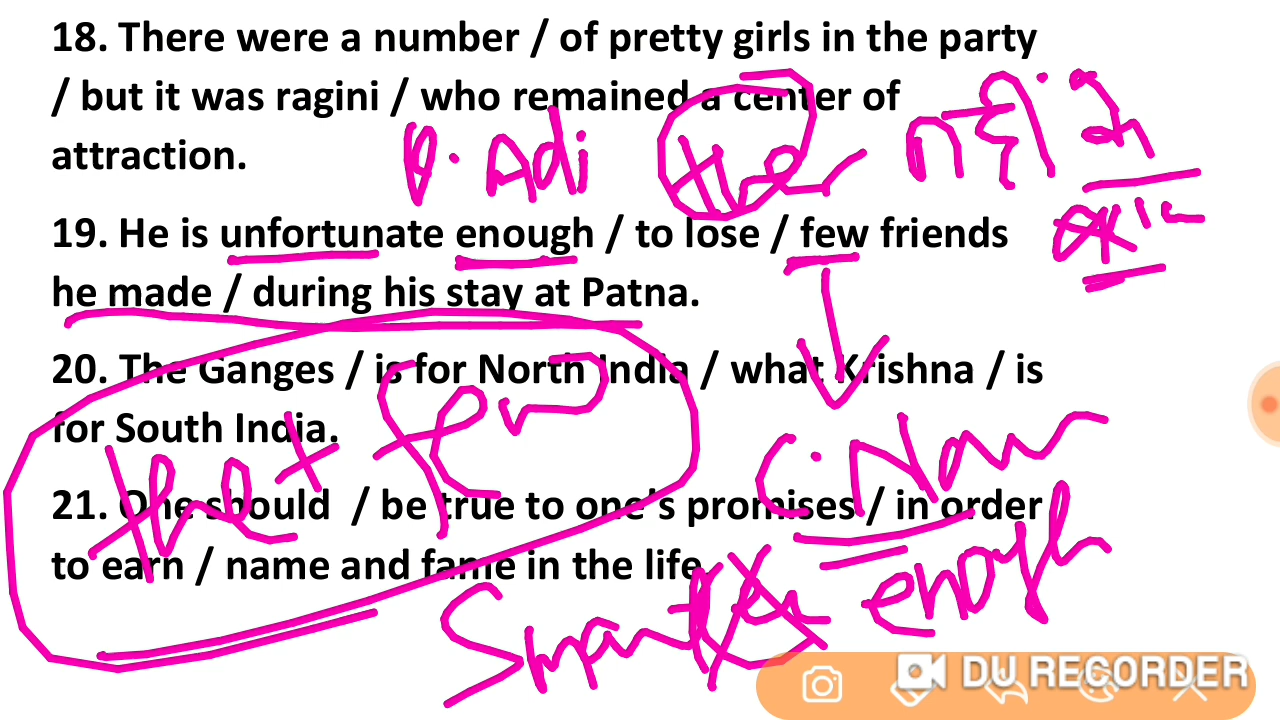 18. There were a number / of pretty girls in the party
/ but it was ragini / who remained a center of
attraction.
P. Adj the
19. He is unfortunate enough / to lose / few friends
he made / during his stay at Patna.
20. The Ganges / is for North India / what Krishna / is
for South India.
the + few
C. Noun
21. One should / be true to one's promises / in order
to earn / name and fame in the life.
Smart enough
DU RECORDER